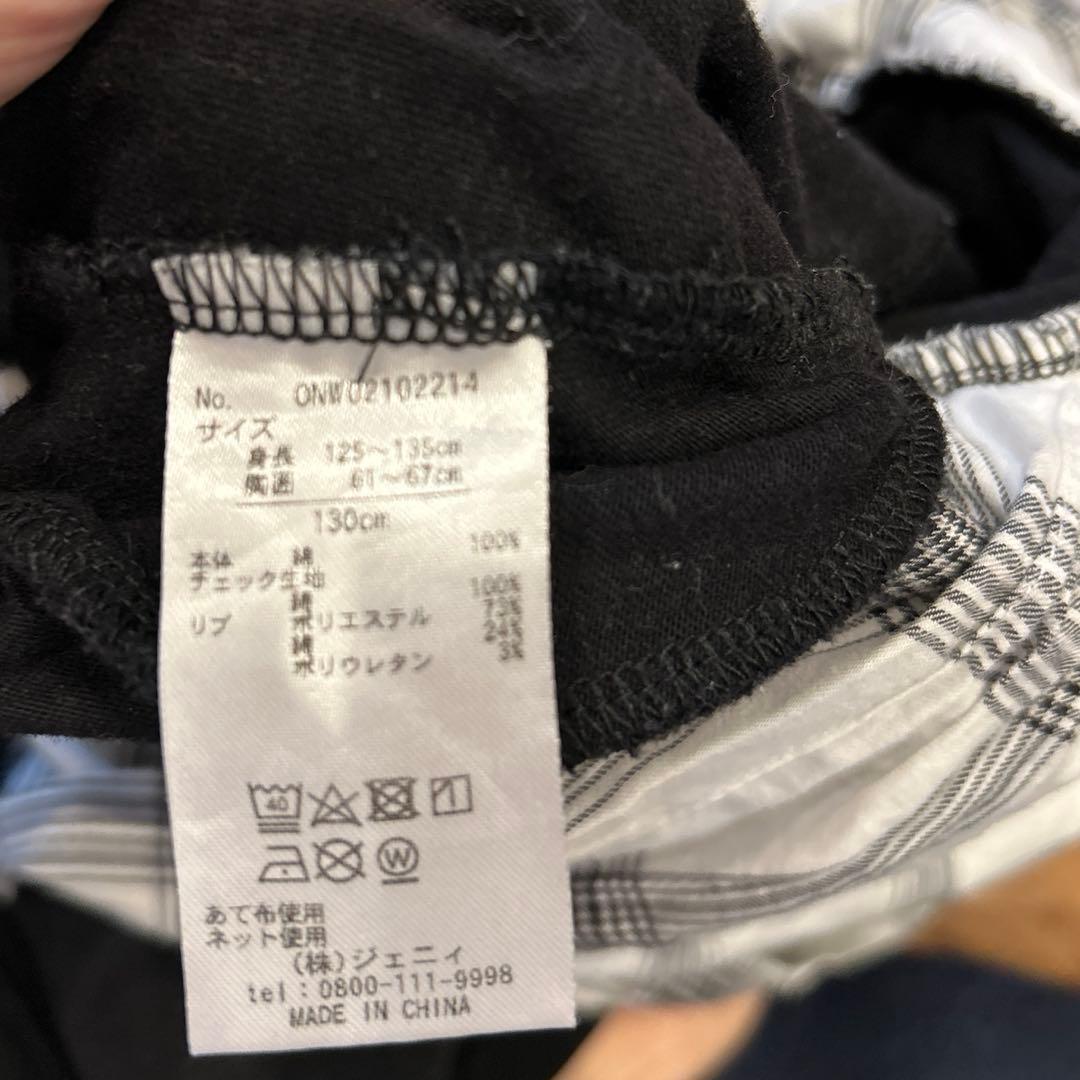 No. ONW02102214
サイズ
身長 125～135cm
胸囲 61～67cm
130cm
本体 綿 100%
チェック生地
綿 100%
リブ ポリエステル 73%
綿 24%
ポリウレタン 3%
40
W
あて布使用
ネット使用
(株)ジェニィ
tel：0800-111-9998
MADE IN CHINA